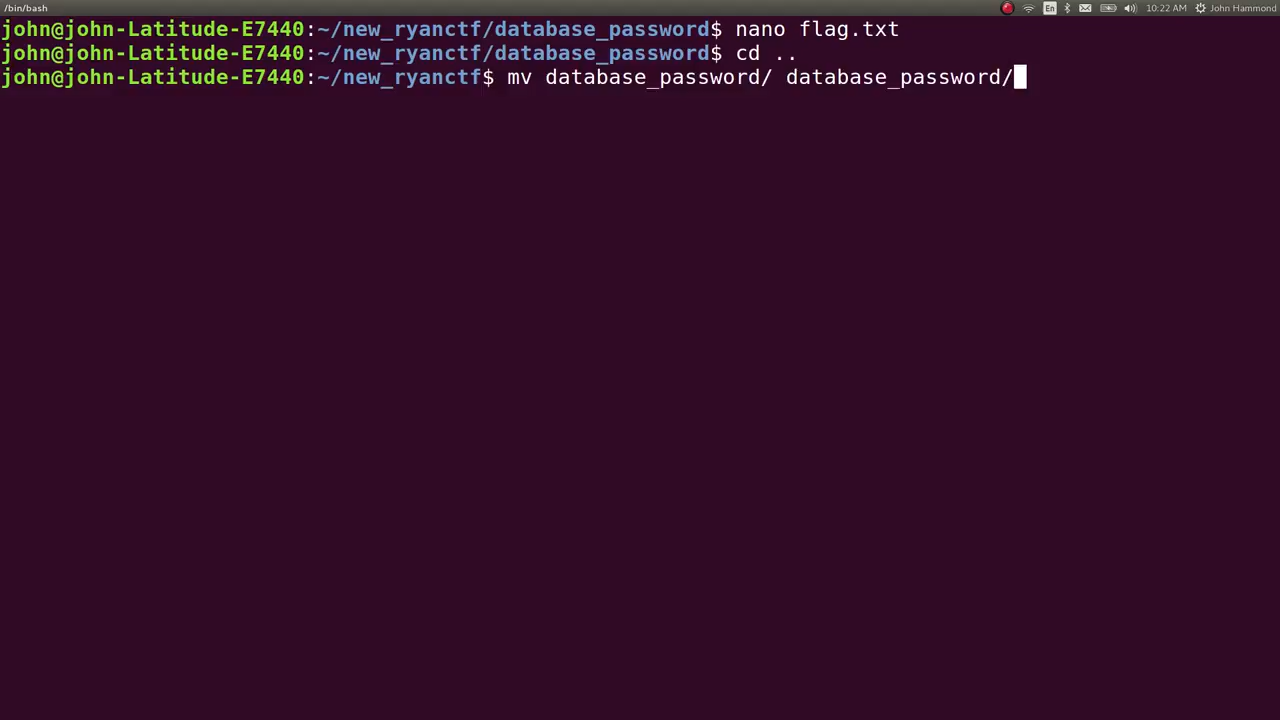 /bin/bash
En
10:22 AM
John Hammond
john@john-Latitude-E7440:~/new_ryanctf/database_password$ nano flag.txt
john@john-Latitude-E7440:~/new_ryanctf/database_password$ cd ..
john@john-Latitude-E7440:~/new_ryanctf$ mv database_password/ database_password/